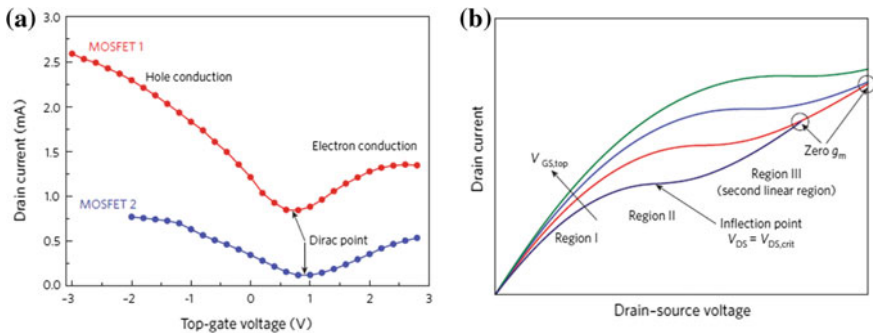 (a)
3.0
2.5
2.0
1.5
1.0
0.5
0
Drain current (mA)
MOSFET 1
Hole conduction
Electron conduction
MOSFET 2
Dirac point
−3
−2
−1
0
1
2
3
Top-gate voltage (V)
(b)
Drain current
V GS,top
Region I
Region II
Region III
(second linear region)
Zero gm
Inflection point
VDS = VDS,crit
Drain–source voltage